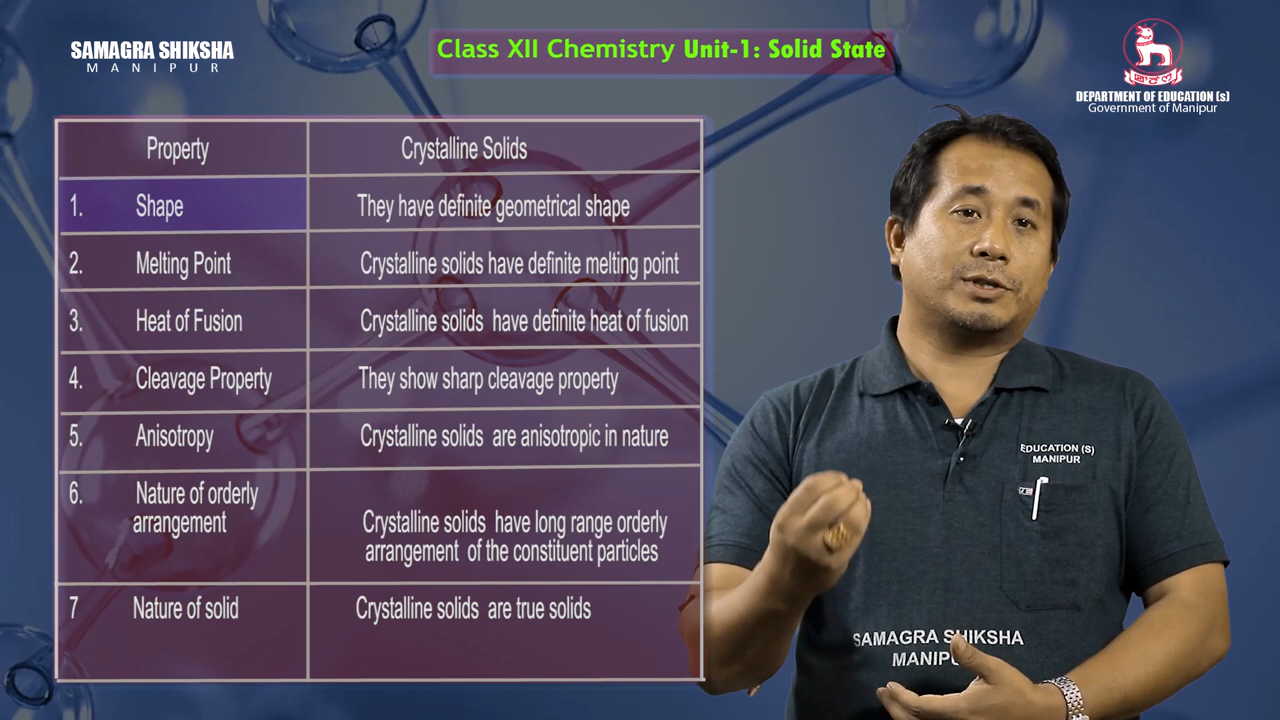 SAMAGRA SHIKSHA
MANIPUR
Class XII Chemistry Unit-1: Solid State
DEPARTMENT OF EDUCATION (s)
Government of Manipur
Property Crystalline Solids
1. Shape They have definite geometrical shape
2. Melting Point Crystalline solids have definite melting point
3. Heat of Fusion Crystalline solids have definite heat of fusion
4. Cleavage Property They show sharp cleavage property
5. Anisotropy Crystalline solids are anisotropic in nature
6. Nature of orderly
arrangement
Crystalline solids have long range orderly
arrangement of the constituent particles
7 Nature of solid Crystalline solids are true solids
EDUCATION (S)
MANIPUR
SAMAGRA SHIKSHA